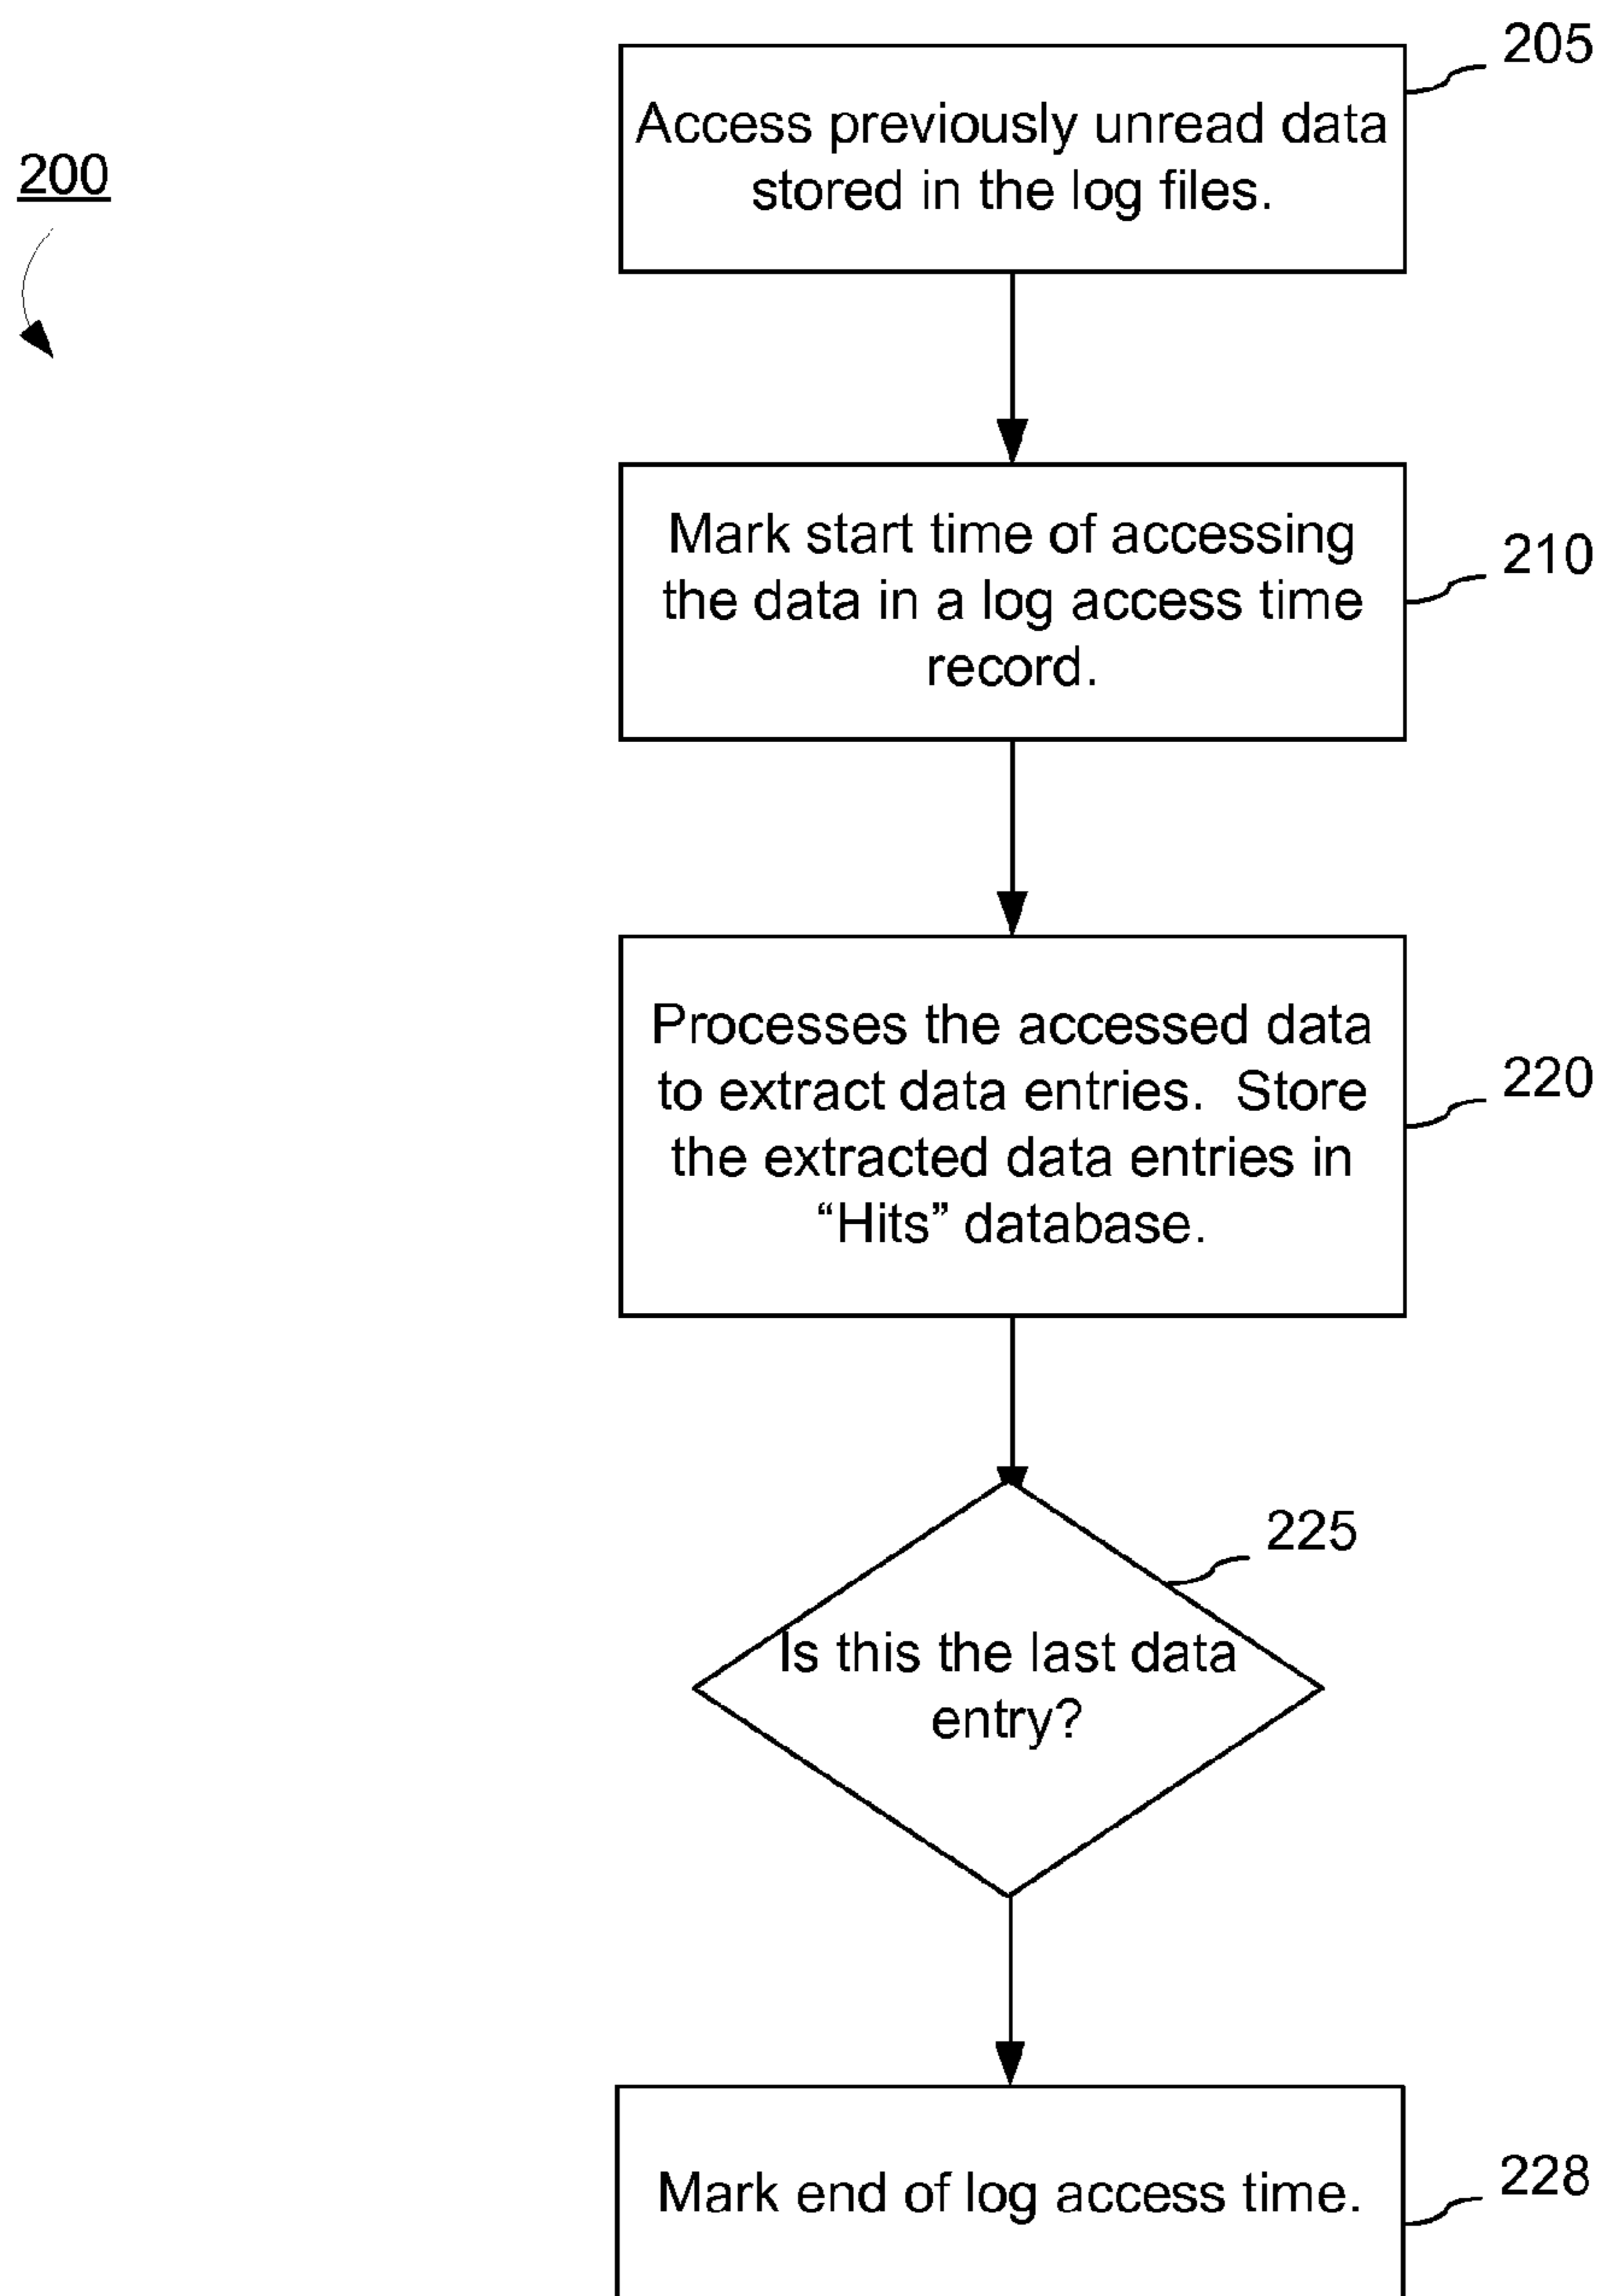 205
Access previously unread data
stored in the log files.
200
Mark start time of accessing
the data in a log access time
record.
210
Processes the accessed data
to extract data entries.  Store
the extracted data entries in
“Hits” database.
220
225
Is this the last data
entry?
Mark end of log access time.
228